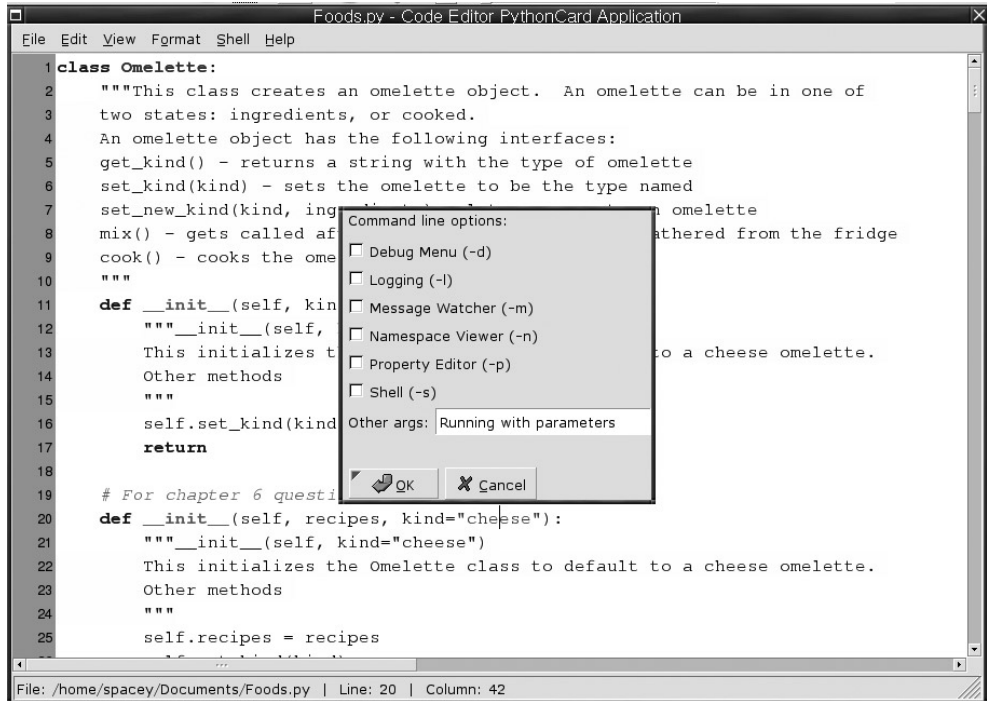 Foods.py - Code Editor PythonCard Application
File Edit View Format Shell Help
1 class Omelette:
2 """This class creates an omelette object. An omelette can be in one of
3 two states: ingredients, or cooked.
4 An omelette object has the following interfaces:
5 get_kind() - returns a string with the type of omelette
6 set_kind(kind) - sets the omelette to be the type named
7 set_new_kind(kind, omelette
8 mix() - gets called from the fridge
9 cook() - cooks the
10 """
11 def __init__(self,
12 """__init__(self,
13 This initializes to a cheese omelette.
14 Other methods
15 """
16 self.set_kind(kind
17 return
18
19 # For chapter 6
20 def __init__(self, recipes, kind="cheese"):
21 """__init__(self, kind="cheese")
22 This initializes the Omelette class to default to a cheese omelette.
23 Other methods
24 """
25 self.recipes = recipes
Command line options:
Debug Menu (-d)
Logging (-l)
Message Watcher (-m)
Namespace Viewer (-n)
Property Editor (-p)
Shell (-s)
Other args: Running with parameters
OK Cancel
File: /home/spacey/Documents/Foods.py | Line: 20 | Column: 42